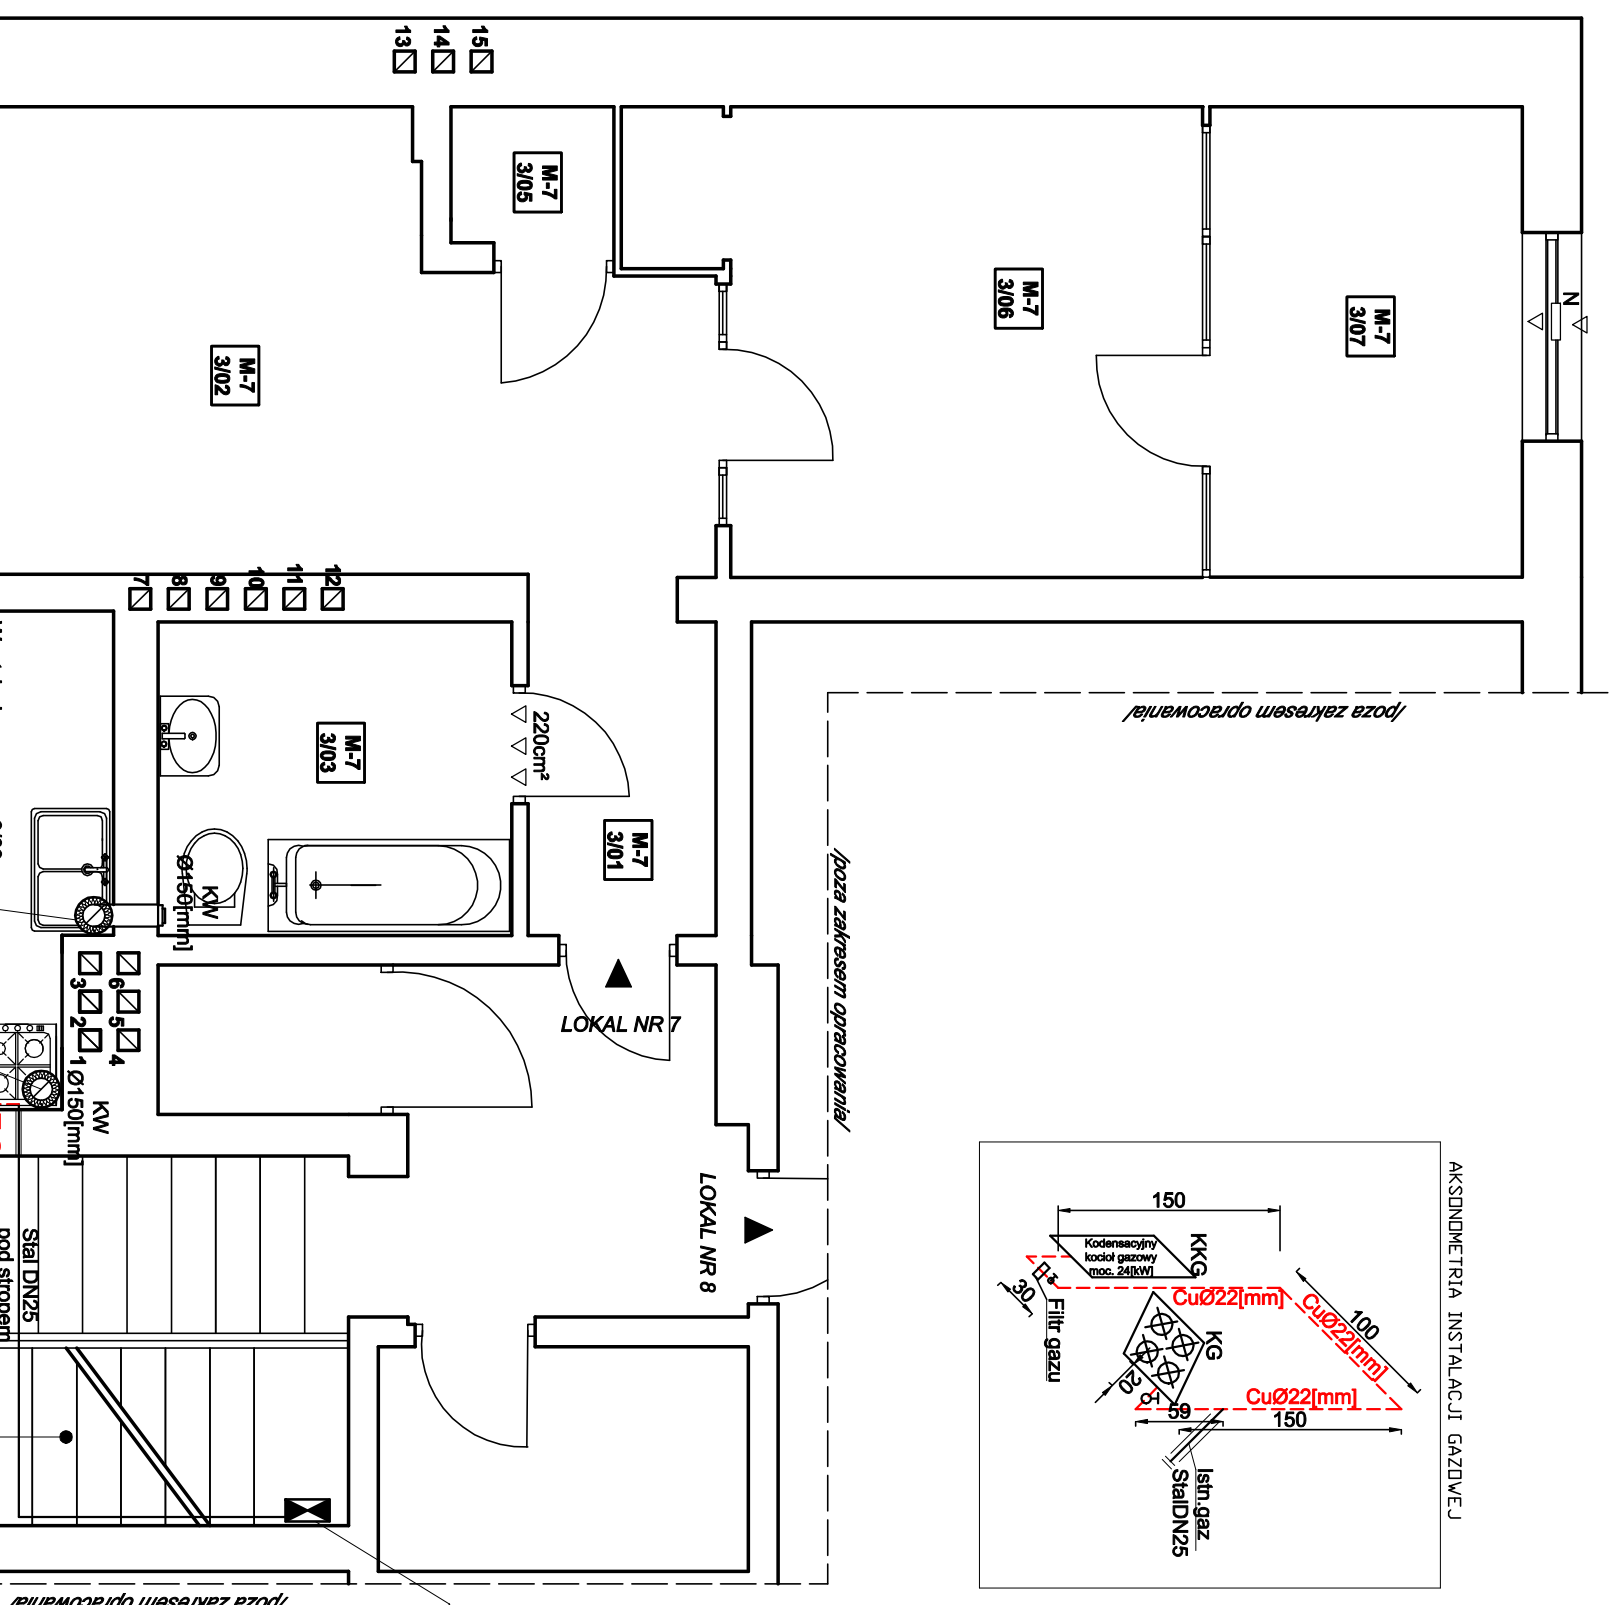 13
14
15
M-7
3/05
M-7
3/06
M-7
3/07
N
M-7
3/02
7
8
9
10
11
12
M-7
3/03
220cm²
M-7
3/01
/poza zakresem opracowania/
/poza zakresem opracowania/
KW
Ø150[mm]
3
2
1
6
5
4
KW
Ø150[mm]
LOKAL NR 7
LOKAL NR 8
Stal DN25
pod stropem
/poza zakresem opracowania/
AKSONOMETRIA INSTALACJI GAZOWEJ
150
Kodensacyjny
kocioł gazowy
moc. 24[kW]
KKG
30
Filtr gazu
CuØ22[mm]
CuØ22[mm]
100
KG
20
CuØ22[mm]
59
150
Istn.gaz
StalDN25